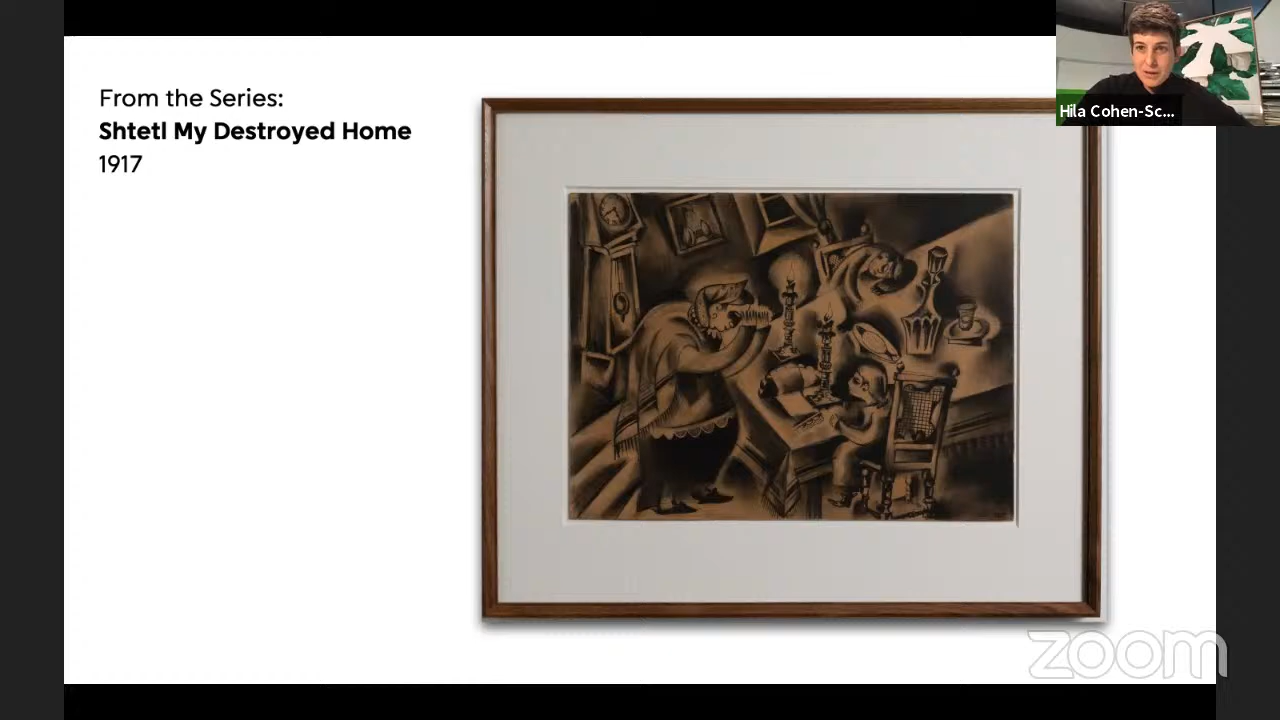 From the Series:
Shtetl My Destroyed Home
1917
Hila Cohen-Sc...
zoom